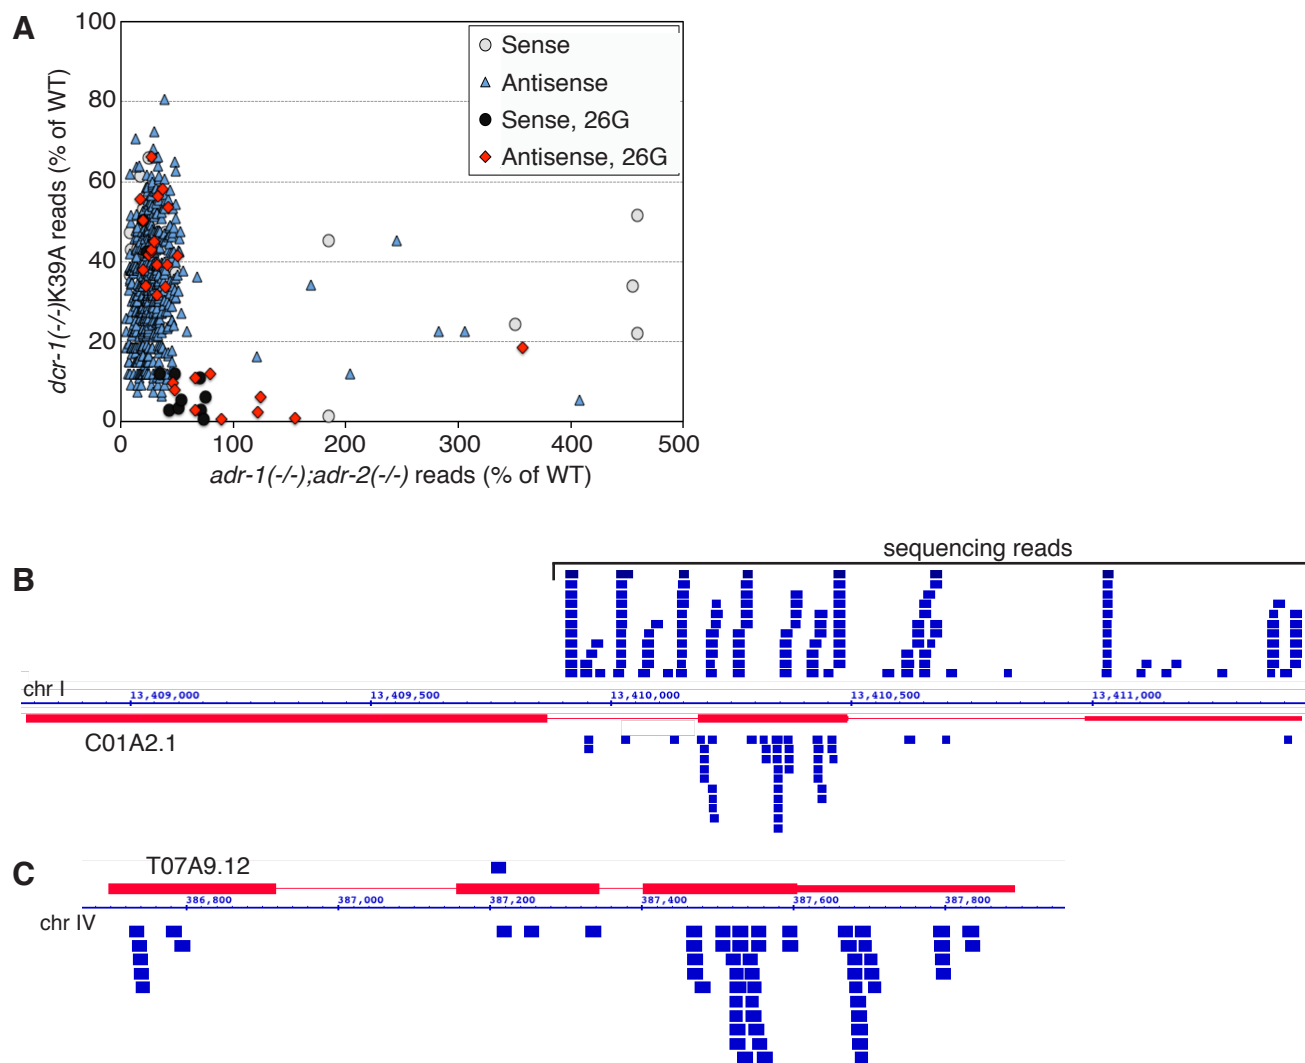 A
100
80
60
40
20
0
dcr-1(-/-)K39A reads (% of WT)
Sense
Antisense
Sense, 26G
Antisense, 26G
0 100 200 300 400 500
adr-1(-/-);adr-2(-/-) reads (% of WT)
B
sequencing reads
chr I
13,409,000 13,409,500 13,410,000 13,410,500 13,411,000
C01A2.1
C
T07A9.12
386,800 387,000 387,200 387,400 387,600 387,800
chr IV